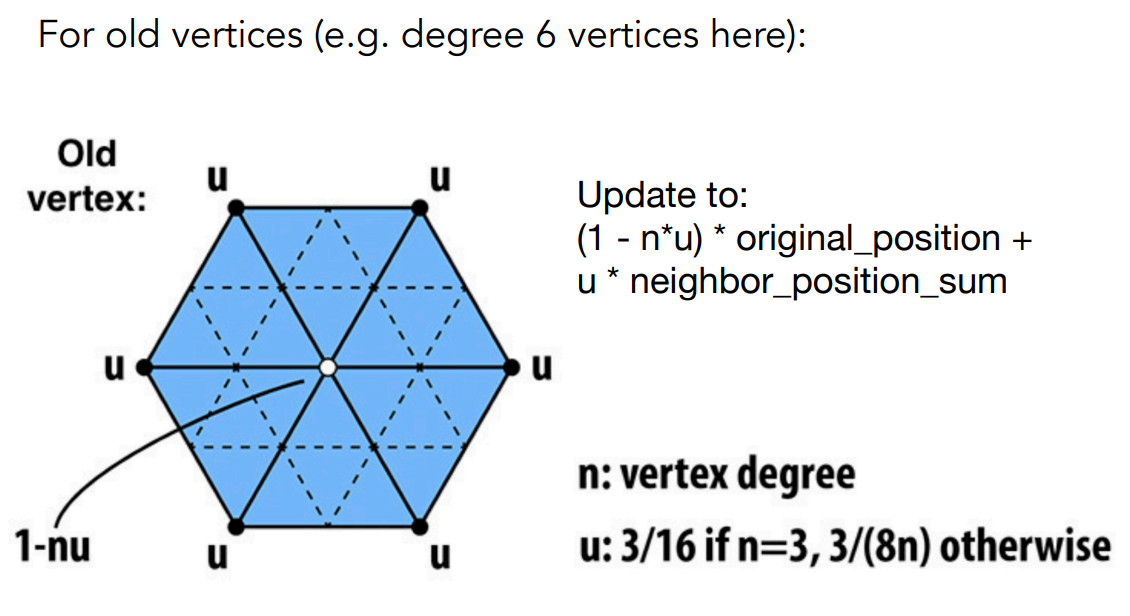 For old vertices (e.g. degree 6 vertices here):
Old
vertex:
u
u
u
u
u
u
1-nu
Update to:
(1 - n*u) * original_position +
u * neighbor_position_sum
n: vertex degree
u: 3/16 if n=3, 3/(8n) otherwise